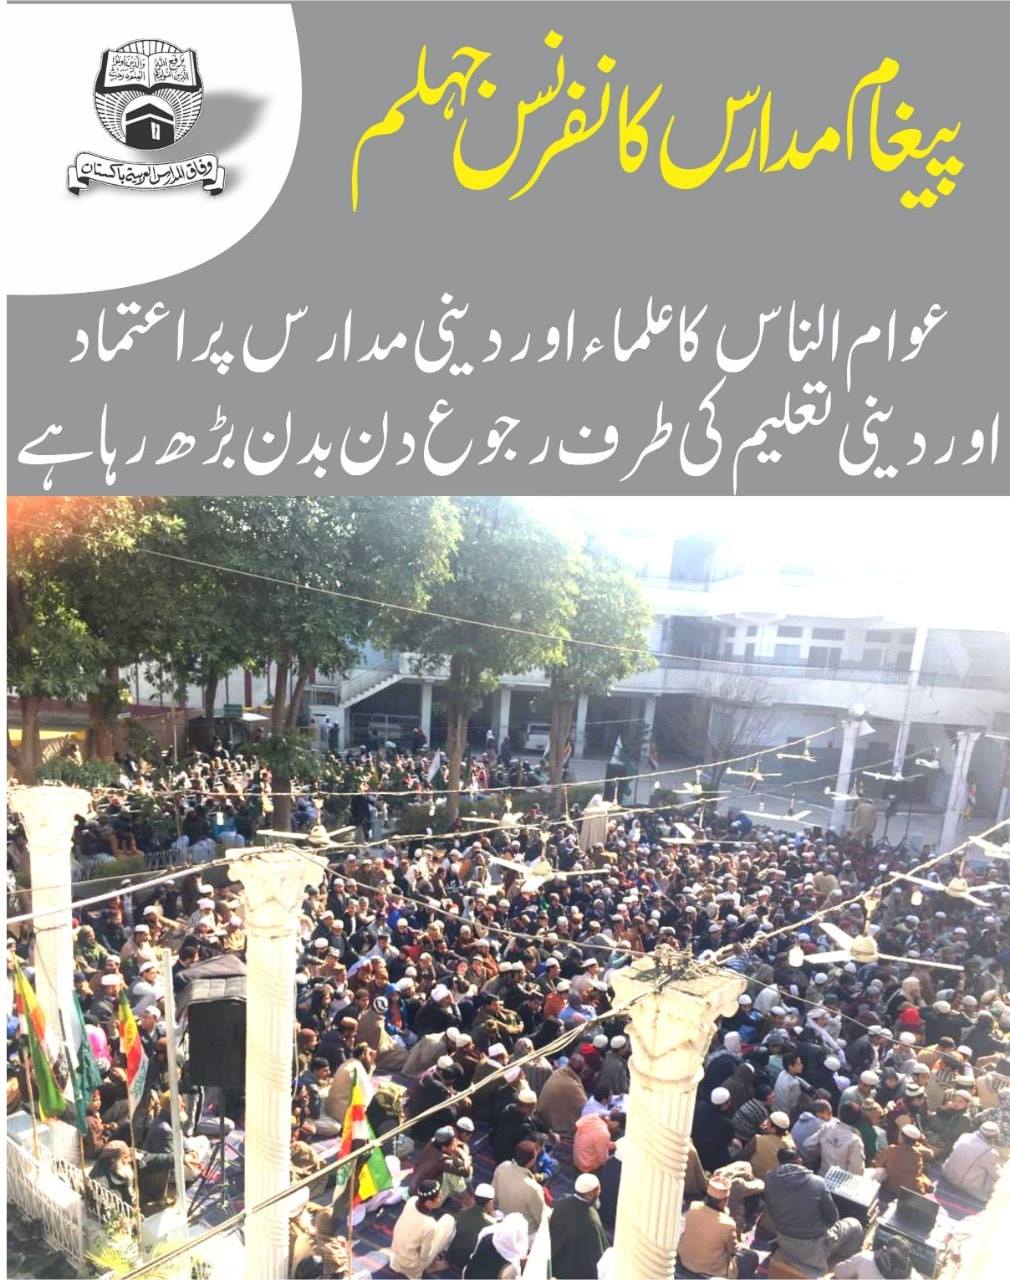 پیغام مدارس کانفرنس جہلم
وفاق المدارس العربیہ پاکستان
عوام الناس کا علماء اور دینی مدارس پر اعتماد
اور دینی تعلیم کی طرف رجوع دن بدن بڑھ رہا ہے